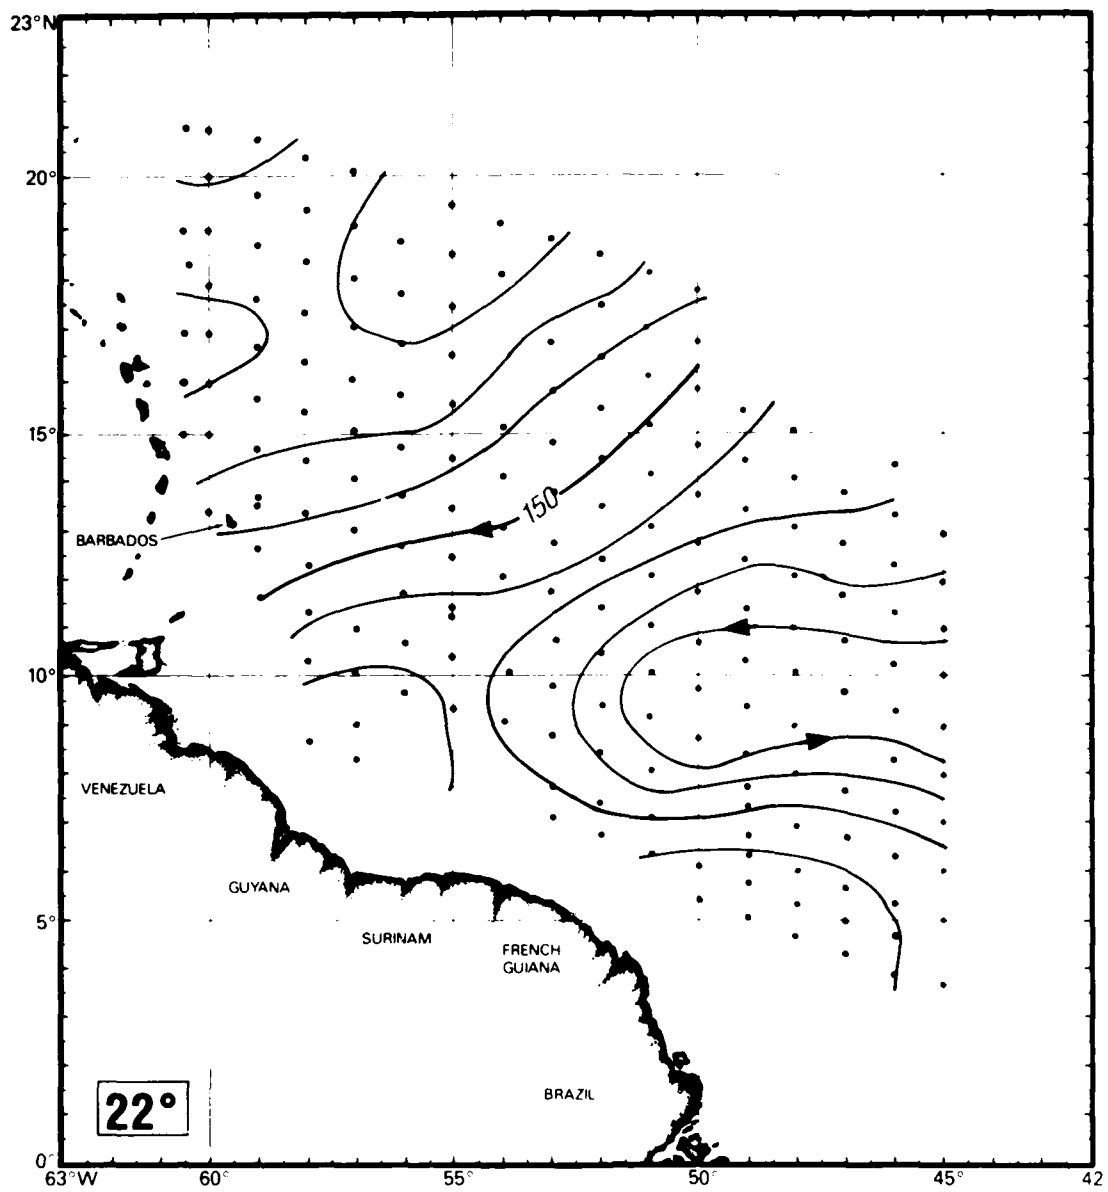 23°N
20°
15°
150
BARBADOS
10°
VENEZUELA
GUYANA
5°
SURINAM
FRENCH
GUIANA
BRAZIL
22°
0°
63°W
60°
55°
50°
45°
42